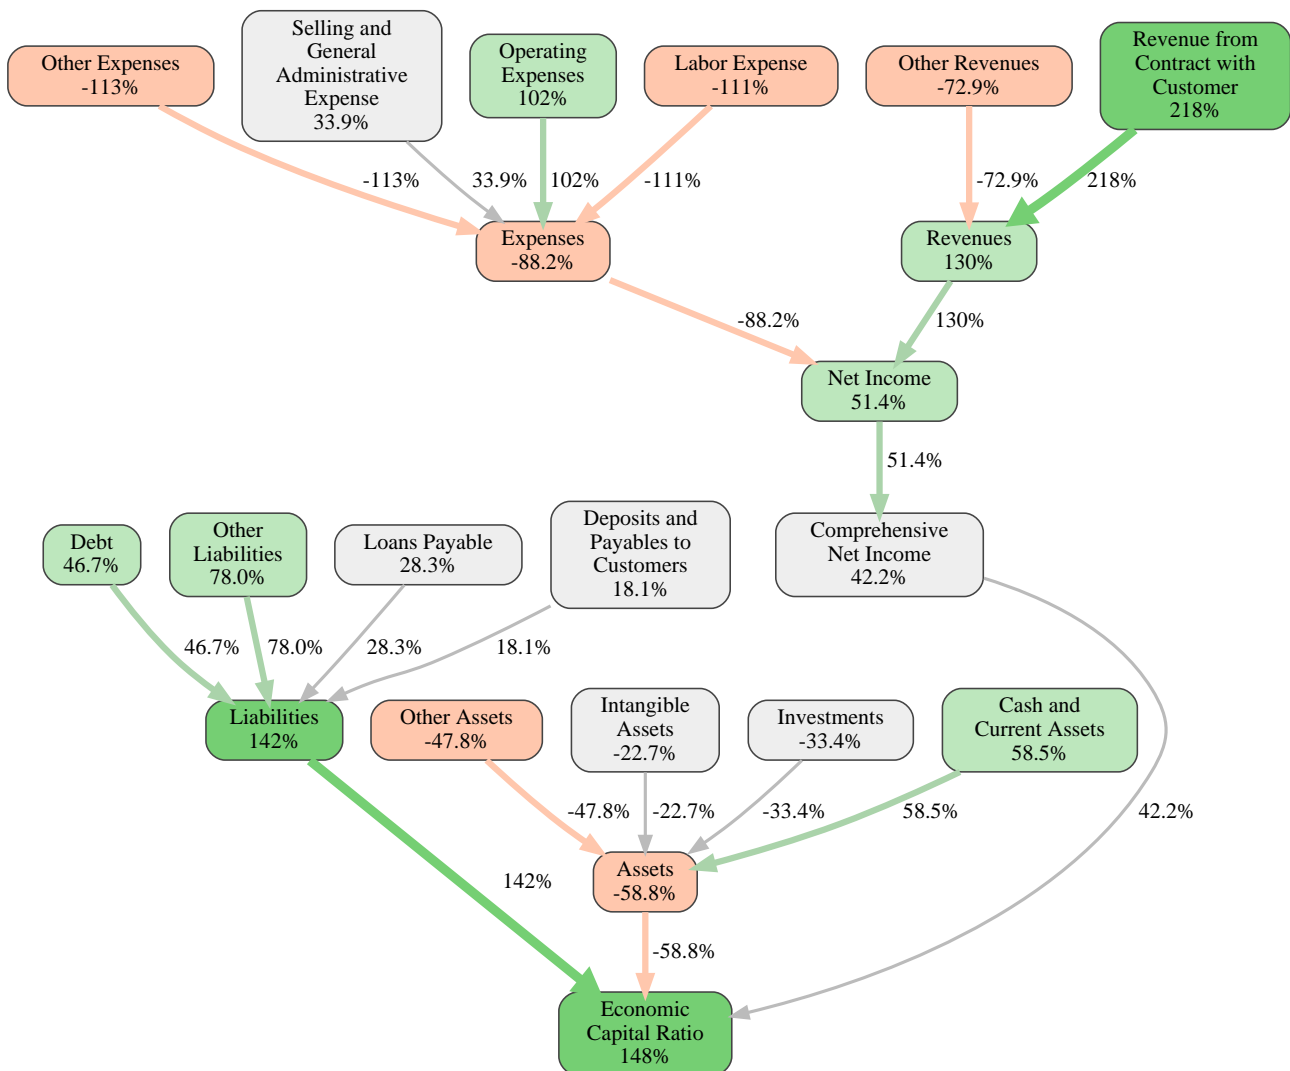 Other Expenses
-113%
Selling and
General
Administrative
Expense
33.9%
Operating
Expenses
102%
Labor Expense
-111%
Other Revenues
-72.9%
Revenue from
Contract with
Customer
218%
-113%
33.9%
102%
-111%
-72.9%
218%
Expenses
-88.2%
Revenues
130%
-88.2%
130%
Net Income
51.4%
51.4%
Debt
46.7%
Other
Liabilities
78.0%
Loans Payable
28.3%
Deposits and
Payables to
Customers
18.1%
Comprehensive
Net Income
42.2%
46.7%
78.0%
28.3%
18.1%
Liabilities
142%
Other Assets
-47.8%
Intangible
Assets
-22.7%
Investments
-33.4%
Cash and
Current Assets
58.5%
-47.8%
-22.7%
-33.4%
58.5%
42.2%
142%
Assets
-58.8%
-58.8%
Economic
Capital Ratio
148%